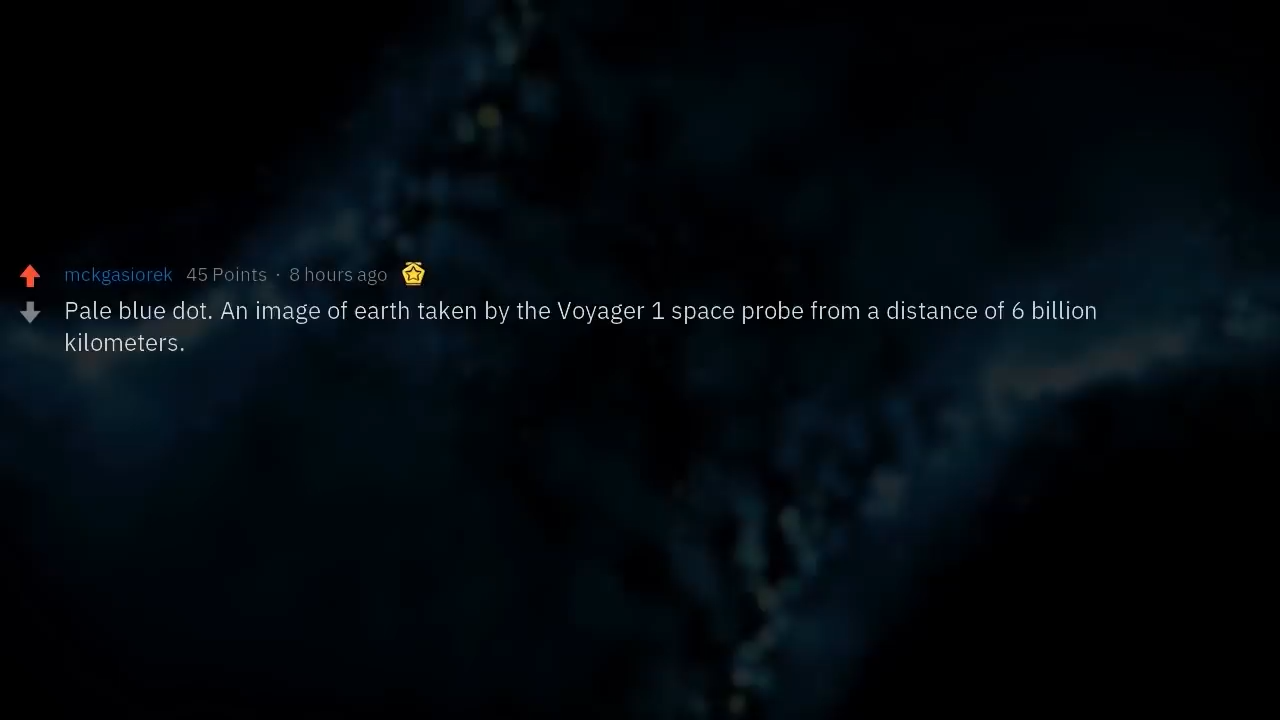 mckgasiorek 45 Points · 8 hours ago
Pale blue dot. An image of earth taken by the Voyager 1 space probe from a distance of 6 billion
kilometers.